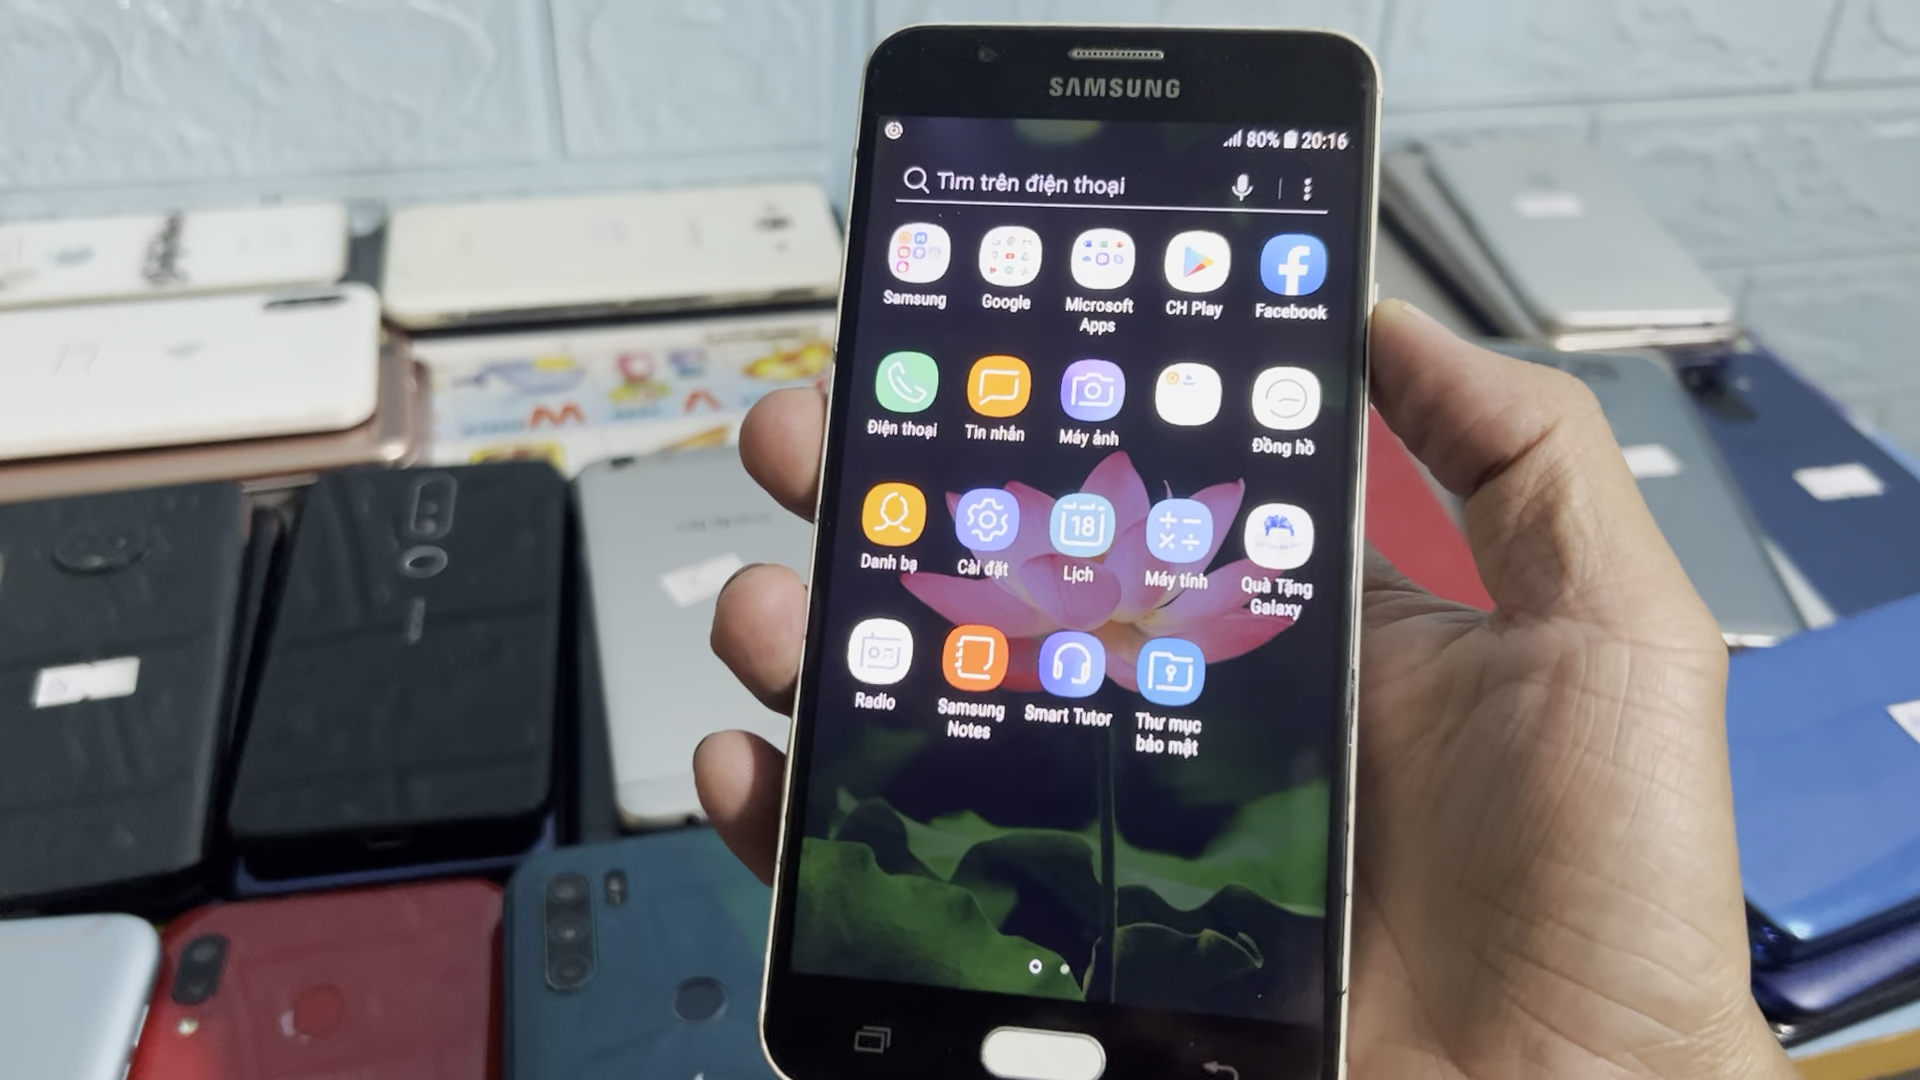 SAMSUNG
80% 20:16
Tìm trên điện thoại
Samsung
Google
Microsoft
Apps
CH Play
Facebook
Điện thoại
Tin nhắn
Máy ảnh
Đồng hồ
Danh bạ
Cài đặt
18
Lịch
Máy tính
Quà Tặng
Galaxy
Radio
Samsung
Notes
Smart Tutor
Thư mục
bảo mật